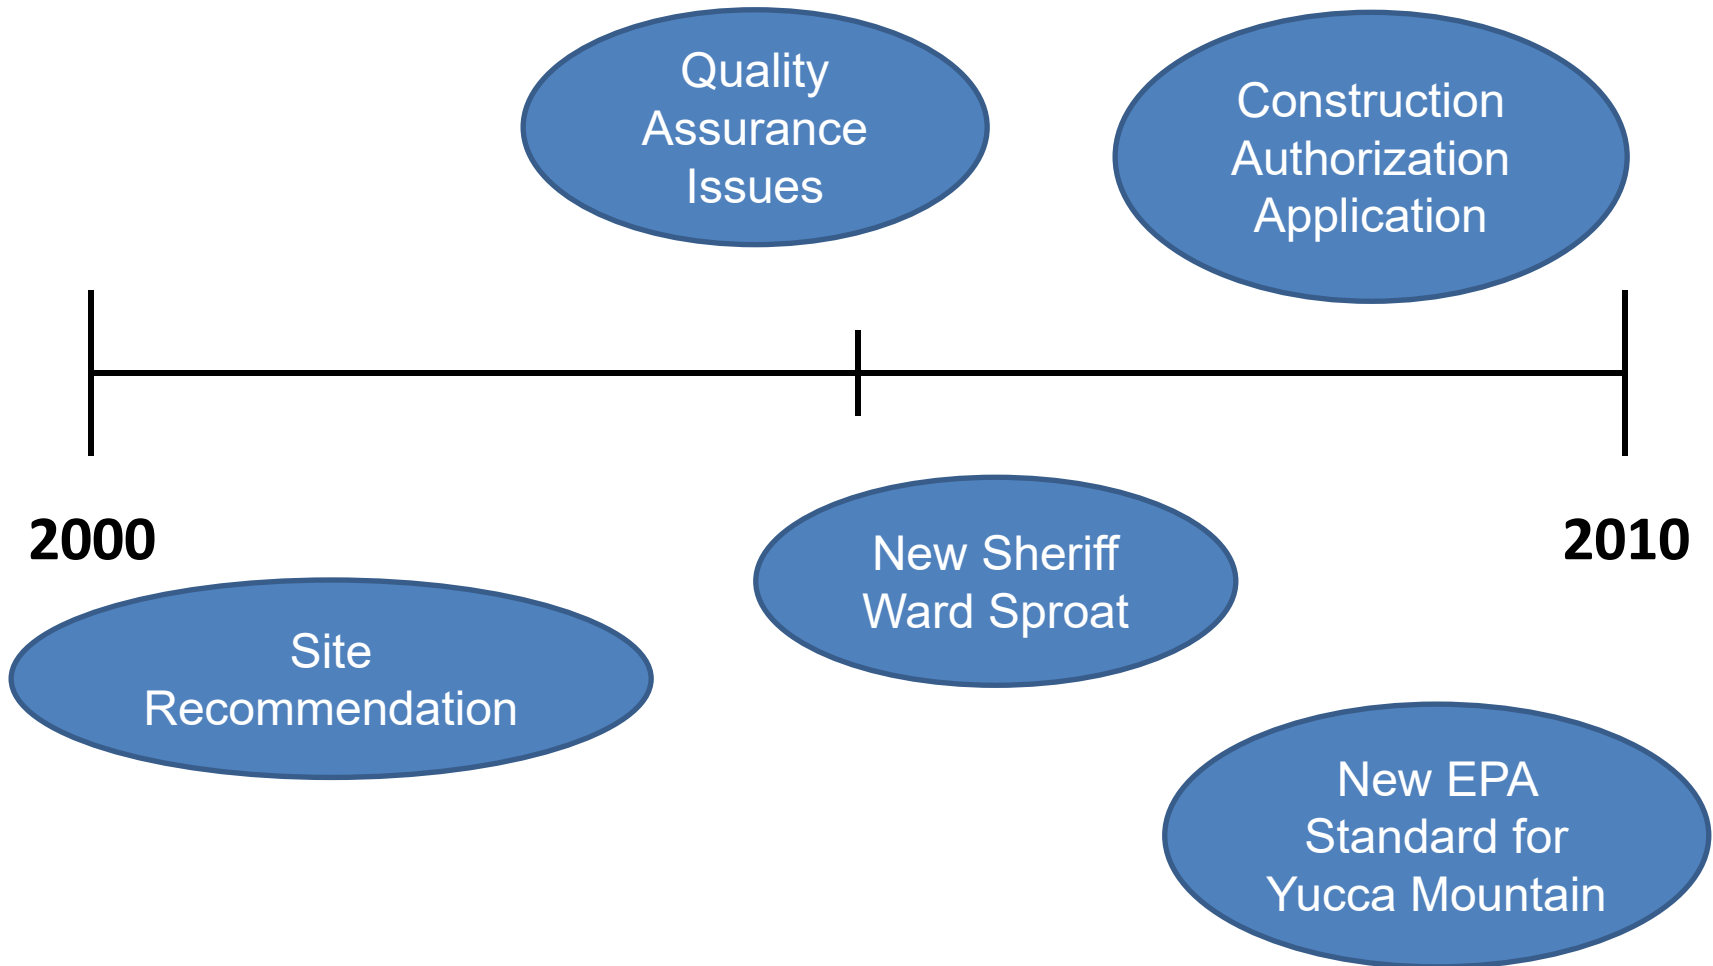 Quality
Assurance
Issues
Construction
Authorization
Application
2000
2010
New Sheriff
Ward Sproat
Site
Recommendation
New EPA
Standard for
Yucca Mountain